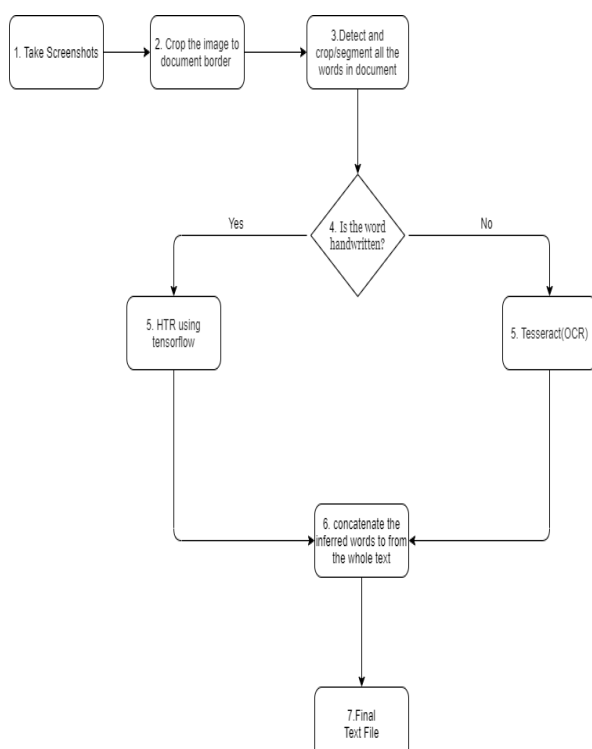 1. Take Screenshots
2. Crop the image to
document border
3.Detect and
crop/segment all the
words in document
4. Is the word
handwritten?
Yes
No
5. HTR using
tensorflow
5. Tesseract(OCR)
6. concatenate the
inferred words to from
the whole text
7.Final
Text File